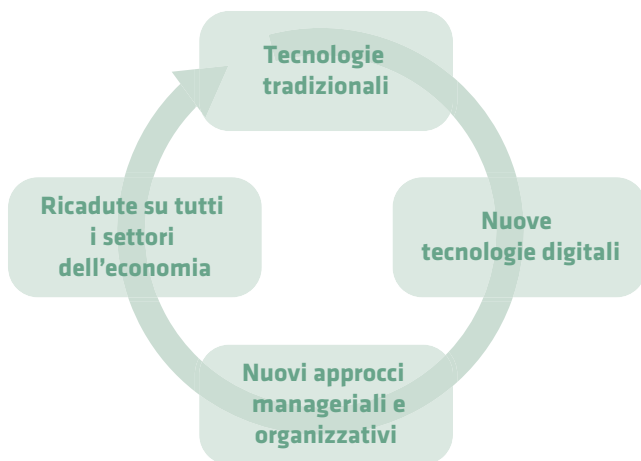 Tecnologie
tradizionali
Nuove
tecnologie digitali
Nuovi approcci
manageriali e
organizzativi
Ricadute su tutti
i settori
dell’economia